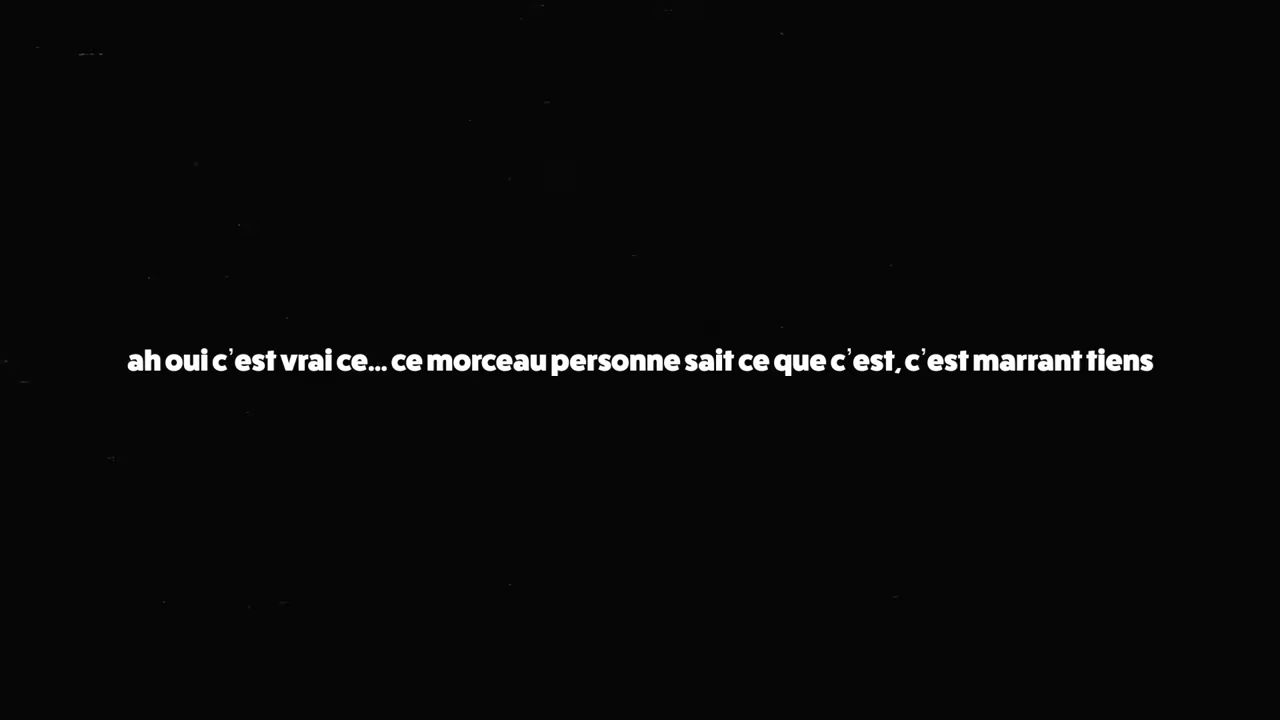 ah oui c’est vrai ce... ce morceau personne sait ce que c’est, c’est marrant tiens